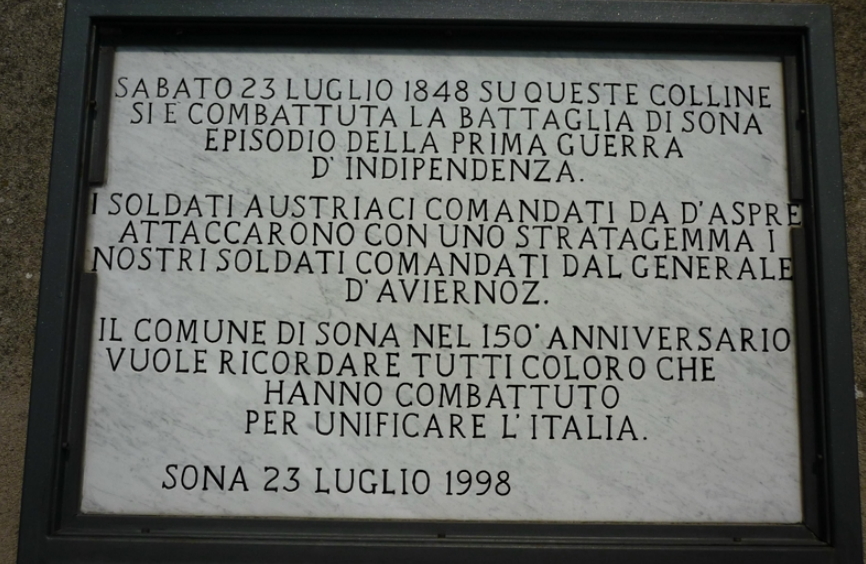 SABATO 23 LUGLIO 1848 SU QUESTE COLLINE
SI E' COMBATTUTA LA BATTAGLIA DI SONA
EPISODIO DELLA PRIMA GUERRA
D' INDIPENDENZA.
I SOLDATI AUSTRIACI COMANDATI DA D'ASPRE
ATTACCARONO CON UNO STRATAGEMMA I
NOSTRI SOLDATI COMANDATI DAL GENERALE
D' AVIERNOZ.
IL COMUNE DI SONA NEL 150° ANNIVERSARIO
VUOLE RICORDARE TUTTI COLORO CHE
HANNO COMBATTUTO
PER UNIFICARE L' ITALIA.
SONA 23 LUGLIO 1998